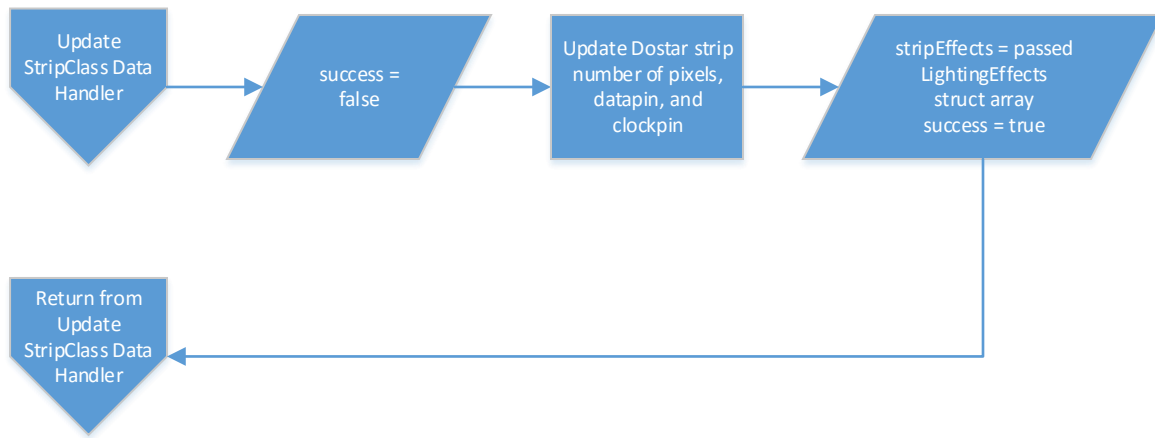 Update
StripClass Data
Handler
success =
false
Update Dostar strip
number of pixels,
datapin, and
clockpin
stripEffects = passed
LightingEffects
struct array
success = true
Return from
Update
StripClass Data
Handler